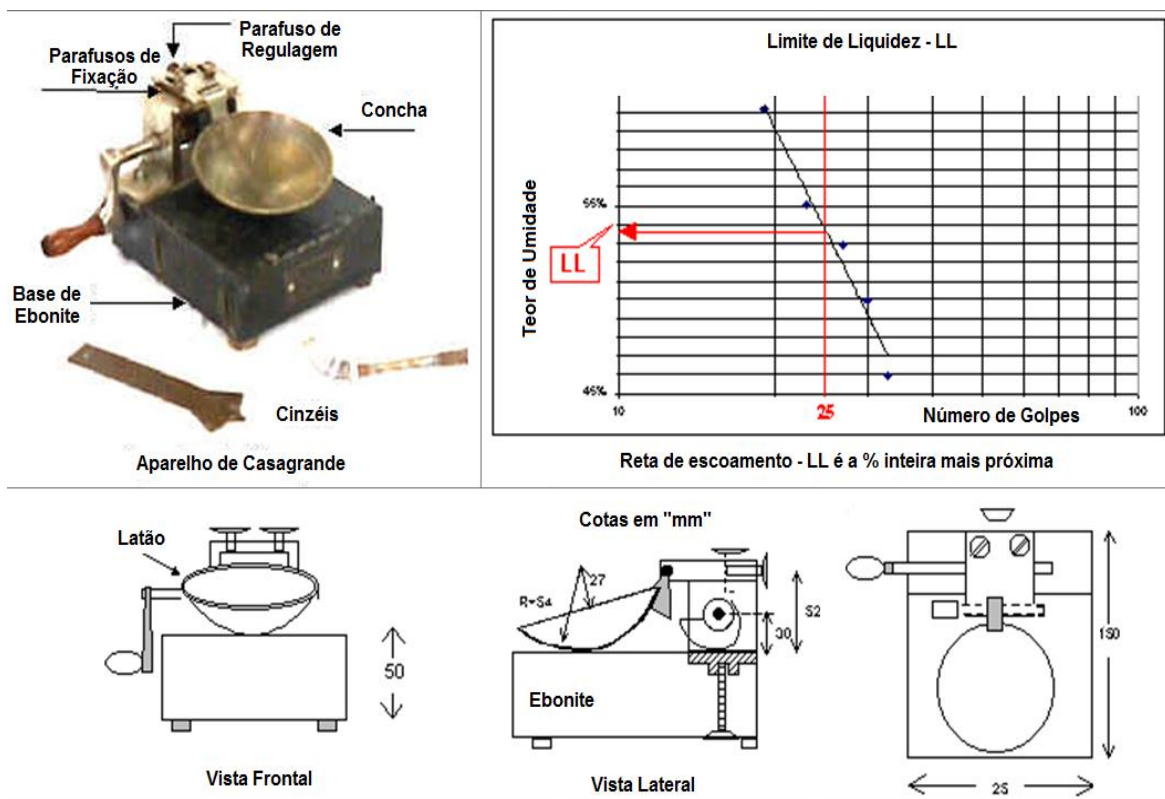 Parafuso de
Regulagem
Parafusos de
Fixação
Concha
Base de
Ebonite
Cinzéis
Aparelho de Casagrande
Limite de Liquidez - LL
Teor de Umidade
LL
45%
10
25
Número de Golpes
100
Reta de escoamento - LL é a % inteira mais próxima
Latão
50
Vista Frontal
Cotas em "mm"
27
R=54
52
30
Ebonite
Vista Lateral
150
25